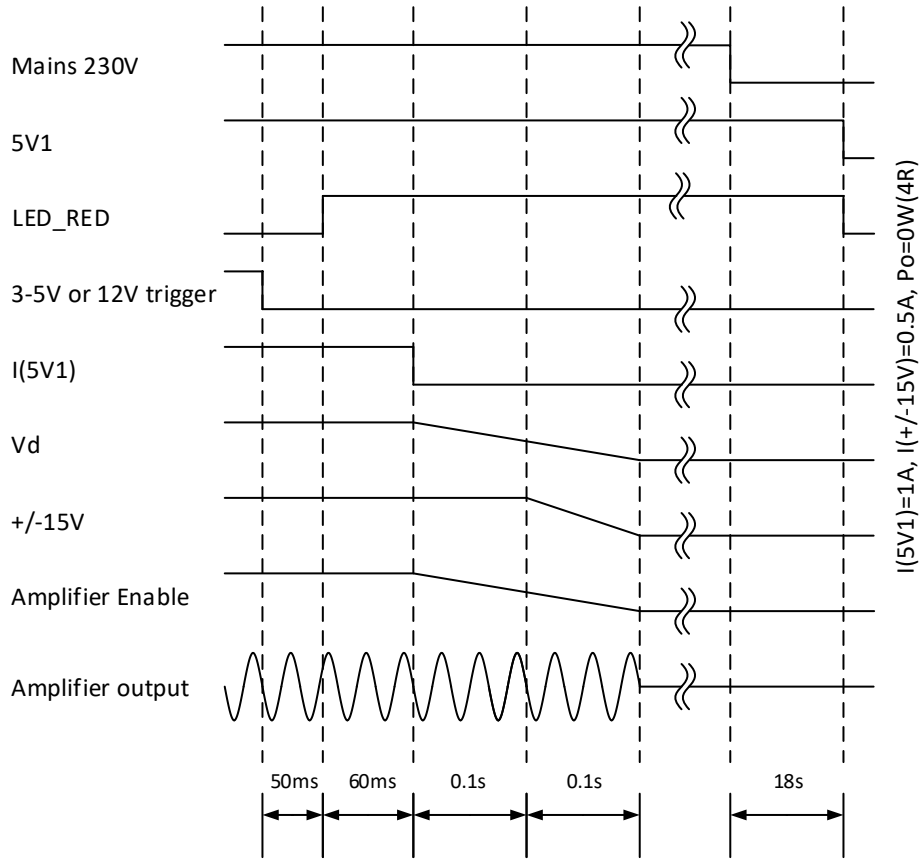 Mains 230V
5V1
LED_RED
3-5V or 12V trigger
I(5V1)
Vd
+/-15V
Amplifier Enable
Amplifier output
50ms
60ms
0.1s
0.1s
18s
I(5V1)=1A, I(+/-15V)=0.5A, Po=0W(4R)